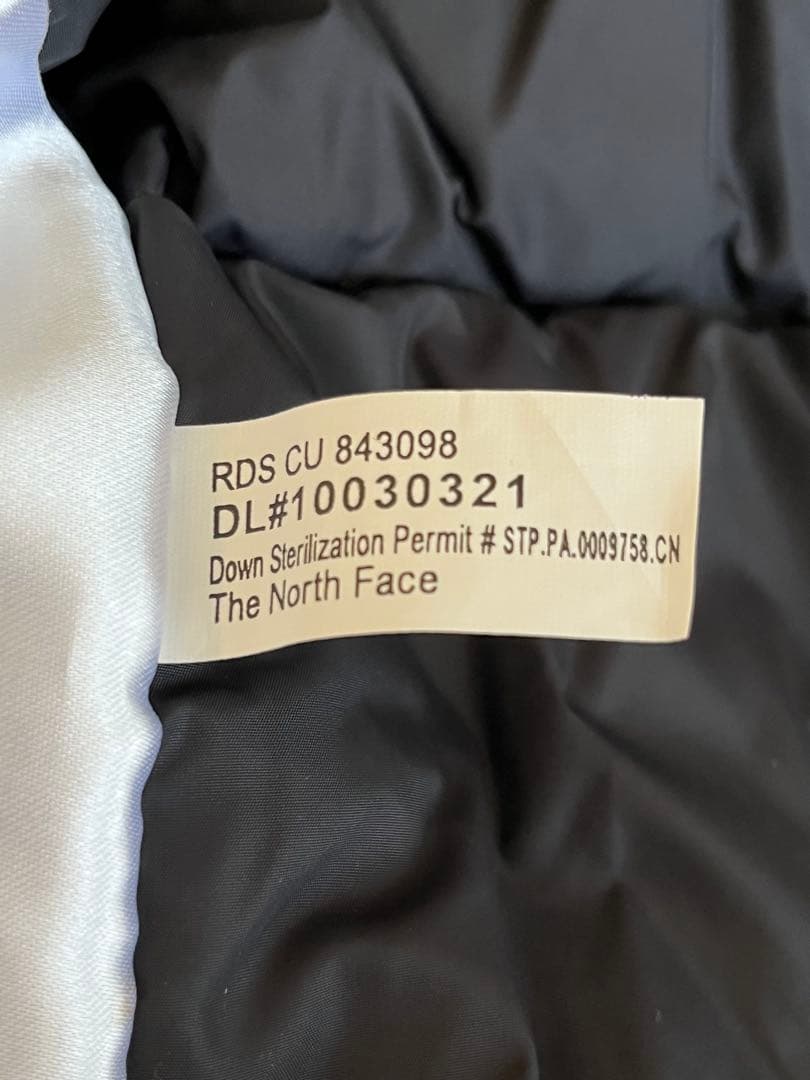 RDS CU 843098
DL#10030321
Down Sterilization Permit # STP.PA.0009758.CN
The North Face